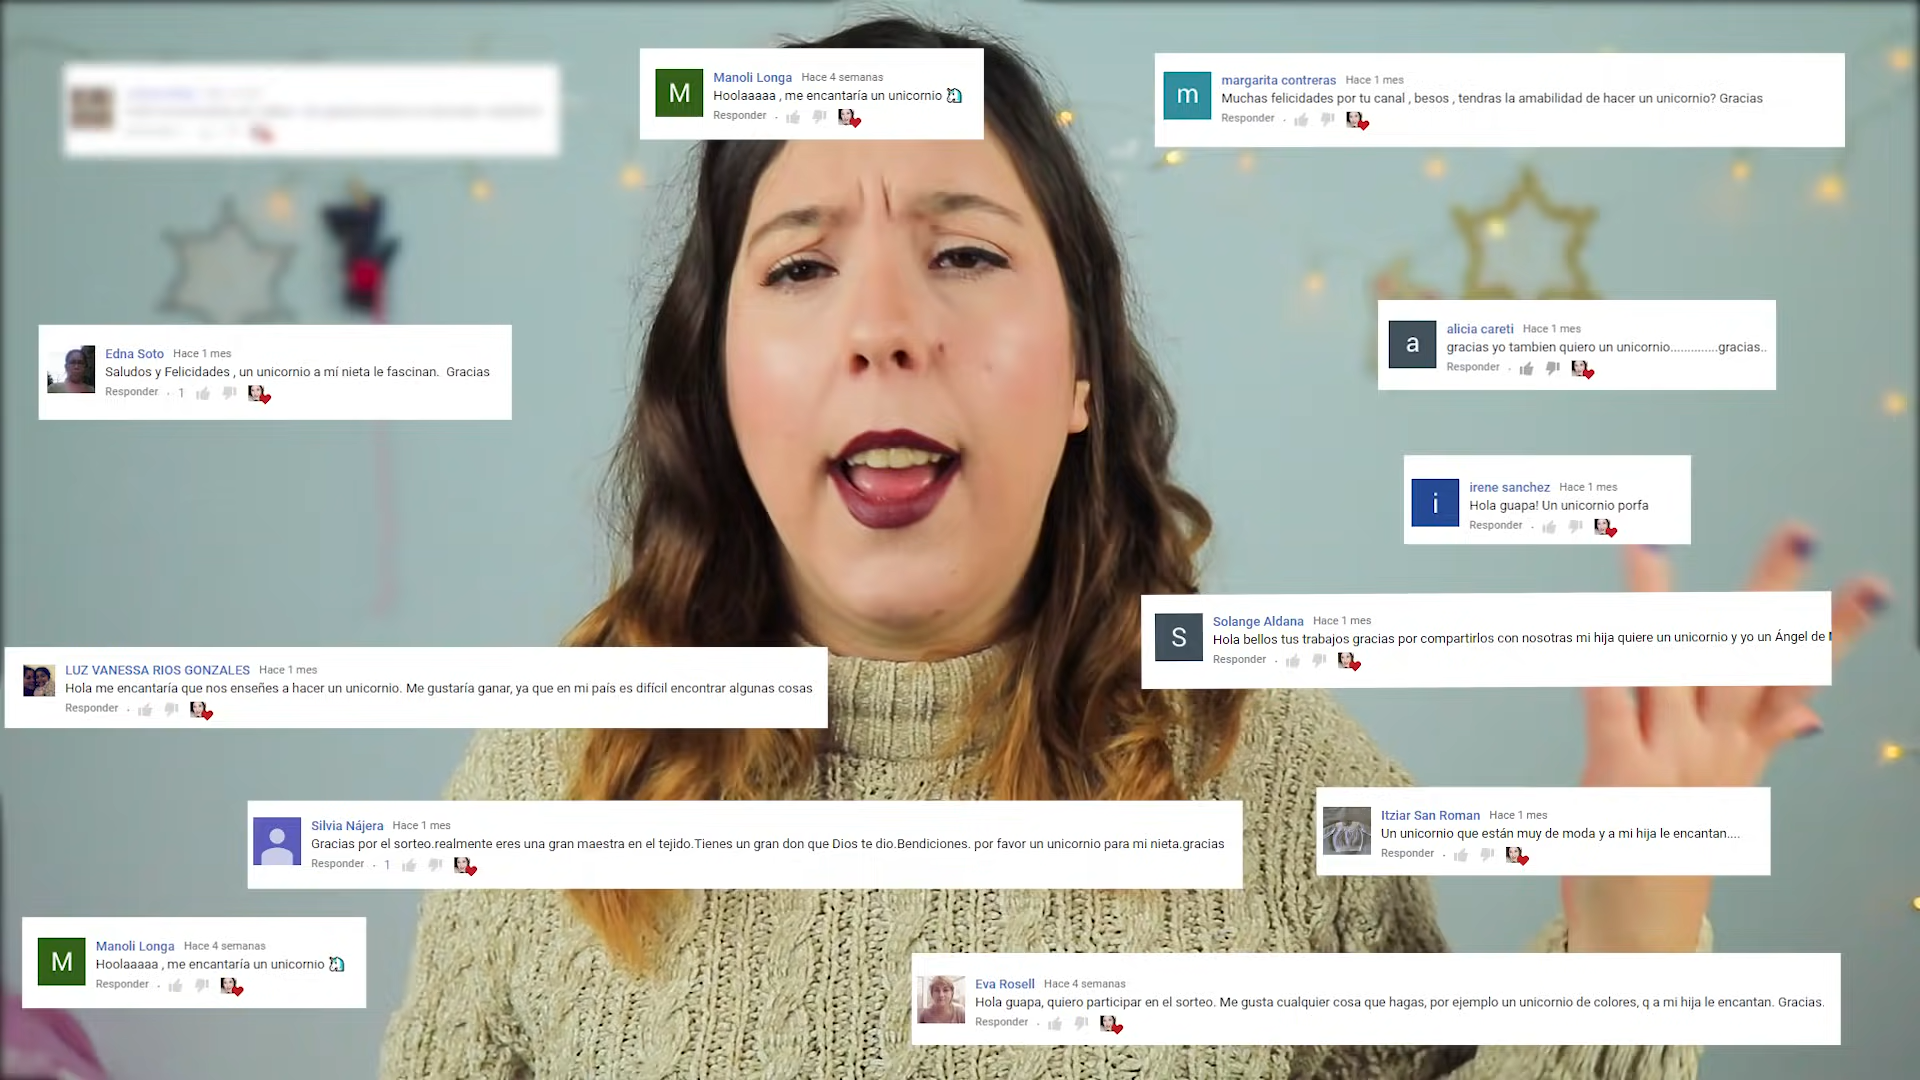 M
Manoli Longa Hace 4 semanas
Hoolaaaaa , me encantaría un unicornio 🦄
Responder
m
margarita contreras Hace 1 mes
Muchas felicidades por tu canal , besos , tendras la amabilidad de hacer un unicornio? Gracias
Responder
Edna Soto Hace 1 mes
Saludos y Felicidades , un unicornio a mí nieta le fascinan. Gracias
Responder · 1
a
alicia careti Hace 1 mes
gracias yo tambien quiero un unicornio..............gracias..
Responder
i
irene sanchez Hace 1 mes
Hola guapa! Un unicornio porfa
Responder
S
Solange Aldana Hace 1 mes
Hola bellos tus trabajos gracias por compartirlos con nosotras mi hija quiere un unicornio y yo un Ángel de
Responder
LUZ VANESSA RIOS GONZALES Hace 1 mes
Hola me encantaría que nos enseñes a hacer un unicornio. Me gustaría ganar, ya que en mi país es difícil encontrar algunas cosas
Responder
Silvia Nájera Hace 1 mes
Gracias por el sorteo.realmente eres una gran maestra en el tejido.Tienes un gran don que Dios te dio.Bendiciones. por favor un unicornio para mi nieta.gracias
Responder · 1
Itziar San Roman Hace 1 mes
Un unicornio que están muy de moda y a mi hija le encantan....
Responder
M
Manoli Longa Hace 4 semanas
Hoolaaaaa , me encantaría un unicornio 🦄
Responder
Eva Rosell Hace 4 semanas
Hola guapa, quiero participar en el sorteo. Me gusta cualquier cosa que hagas, por ejemplo un unicornio de colores, q a mi hija le encantan. Gracias.
Responder